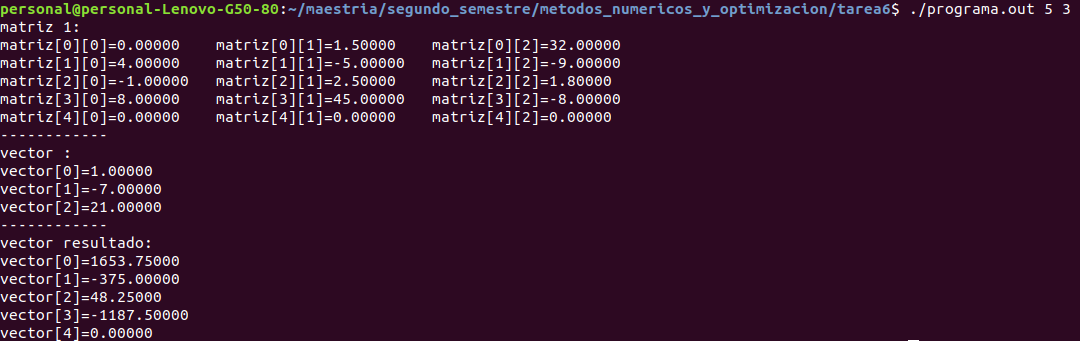 personal@personal-Lenovo-G50-80:~/maestria/segundo_semestre/metodos_numericos_y_optimizacion/tarea6$ ./programa.out 5 3
matriz 1:
matriz[0][0]=0.00000 matriz[0][1]=1.50000 matriz[0][2]=32.00000
matriz[1][0]=4.00000 matriz[1][1]=-5.00000 matriz[1][2]=-9.00000
matriz[2][0]=-1.00000 matriz[2][1]=2.50000 matriz[2][2]=1.80000
matriz[3][0]=8.00000 matriz[3][1]=45.00000 matriz[3][2]=-8.00000
matriz[4][0]=0.00000 matriz[4][1]=0.00000 matriz[4][2]=0.00000
------------
vector :
vector[0]=1.00000
vector[1]=-7.00000
vector[2]=21.00000
------------
vector resultado:
vector[0]=1653.75000
vector[1]=-375.00000
vector[2]=48.25000
vector[3]=-1187.50000
vector[4]=0.00000